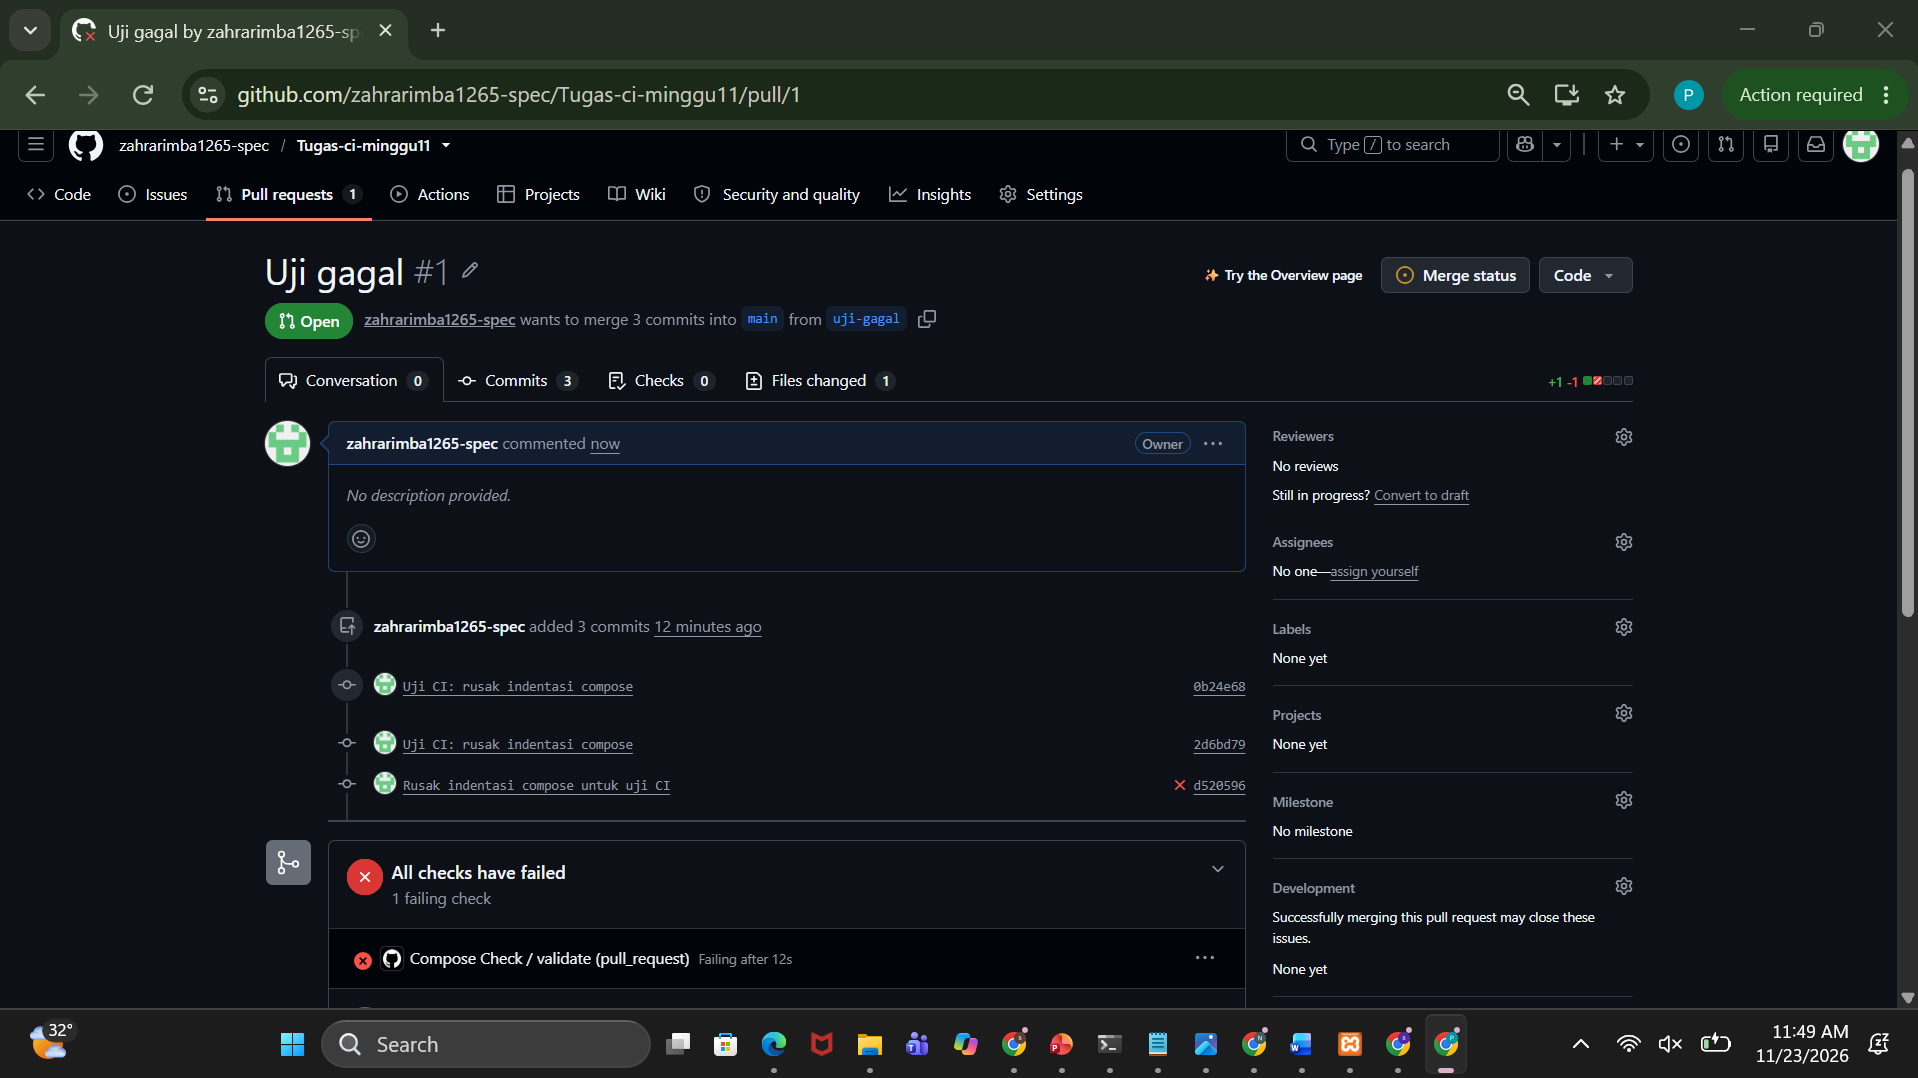 Uji gagal by zahrarimba1265-sp
github.com/zahrarimba1265-spec/Tugas-ci-minggu11/pull/1
P
Action required
zahrarimba1265-spec / Tugas-ci-minggu11
Type / to search
Code
Issues
Pull requests 1
Actions
Projects
Wiki
Security and quality
Insights
Settings
Uji gagal #1
Try the Overview page
Merge status
Code
Open
zahrarimba1265-spec wants to merge 3 commits into main from uji-gagal
Conversation 0
Commits 3
Checks 0
Files changed 1
+1 -1
zahrarimba1265-spec commented now
Owner
No description provided.
zahrarimba1265-spec added 3 commits 12 minutes ago
Uji CI: rusak indentasi compose
0b24e68
Uji CI: rusak indentasi compose
2d6bd79
Rusak indentasi compose untuk uji CI
d520596
All checks have failed
1 failing check
Compose Check / validate (pull_request) Failing after 12s
Reviewers
No reviews
Still in progress? Convert to draft
Assignees
No one—assign yourself
Labels
None yet
Projects
None yet
Milestone
No milestone
Development
Successfully merging this pull request may close these
issues.
None yet
32°
Search
11:49 AM
11/23/2026